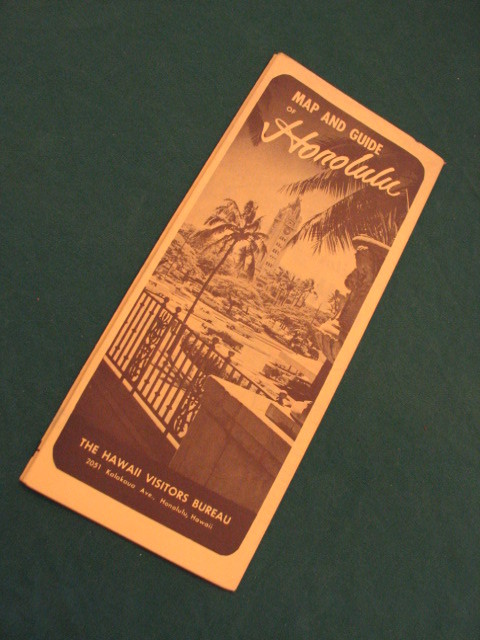 MAP AND GUIDE
OF
Honolulu
THE HAWAII VISITORS BUREAU
2051 Kalakaua Ave., Honolulu, Hawaii